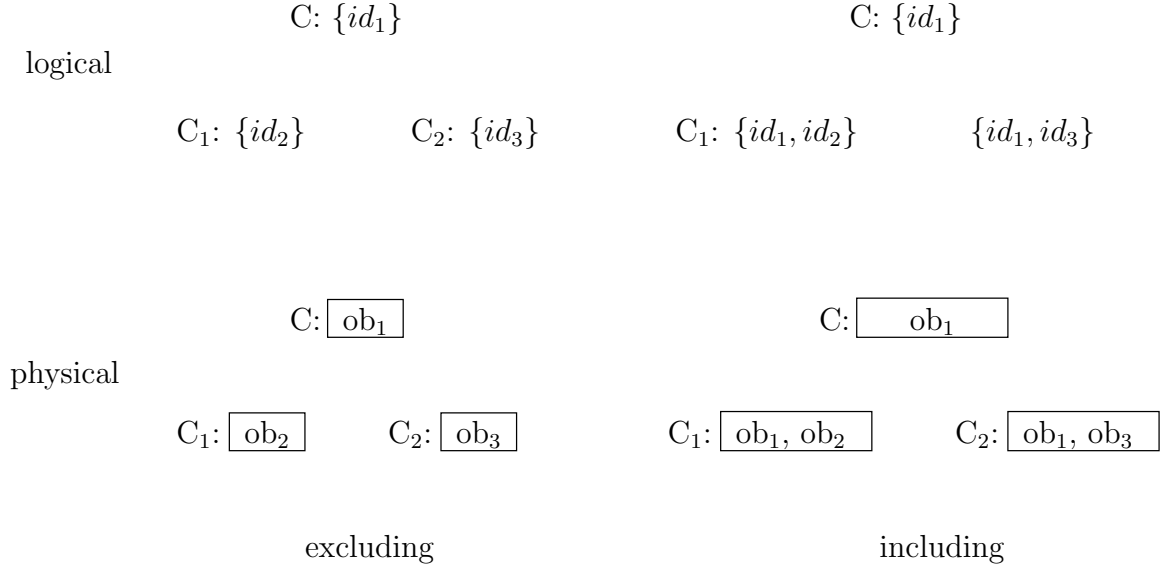 C: {id₁} C: {id₁}
logical
C₁: {id₂} C₂: {id₃} C₁: {id₁, id₂} {id₁, id₃}
C: ob₁ C: ob₁
physical
C₁: ob₂ C₂: ob₃ C₁: ob₁, ob₂ C₂: ob₁, ob₃
excluding including